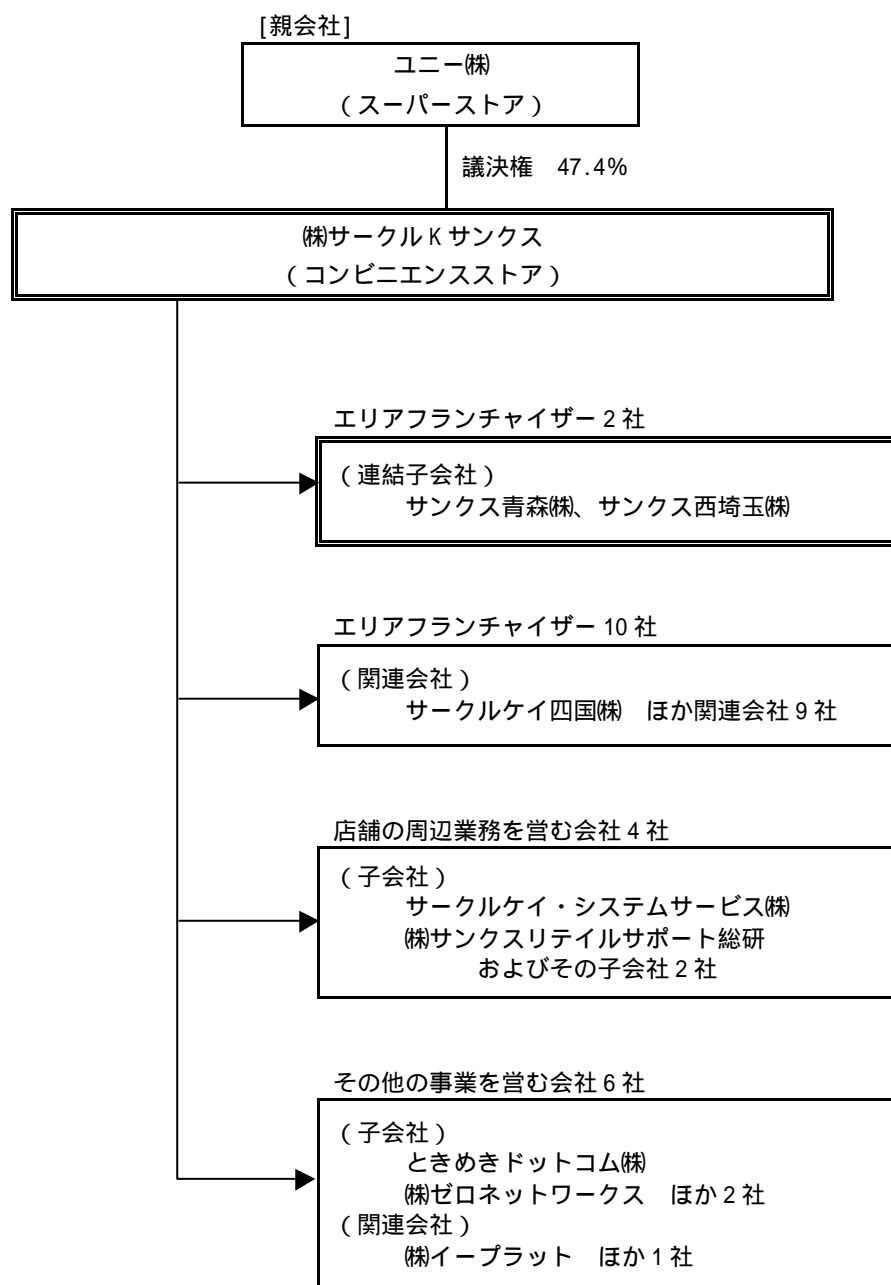 [親会社]
ユニー㈱
(スーパーストア)
議決権 47.4%
㈱サークルKサンクス
(コンビニエンスストア)
エリアフランチャイザー2社
(連結子会社)
サンクス青森㈱、サンクス西埼玉㈱
エリアフランチャイザー10社
(関連会社)
サークルケイ四国㈱ ほか関連会社9社
店舗の周辺業務を営む会社4社
(子会社)
サークルケイ・システムサービス㈱
㈱サンクスリテイルサポート総研
およびその子会社2社
その他の事業を営む会社6社
(子会社)
ときめきドットコム㈱
㈱ゼロネットワークス ほか2社
(関連会社)
㈱イープラット ほか1社